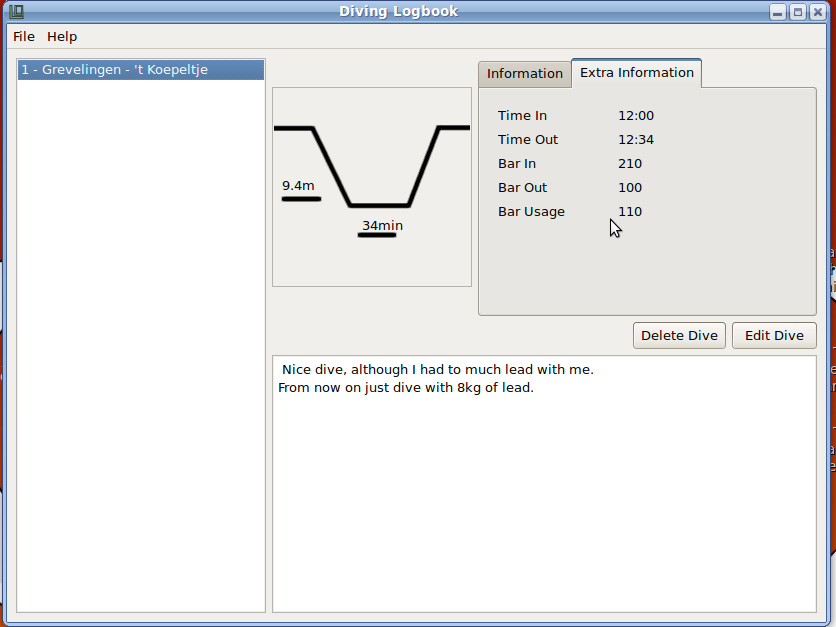 Diving Logbook
File Help
1 - Grevelingen - 't Koepeltje
9.4m
34min
Information Extra Information
Time In 12:00
Time Out 12:34
Bar In 210
Bar Out 100
Bar Usage 110
Delete Dive Edit Dive
Nice dive, although I had to much lead with me.
From now on just dive with 8kg of lead.